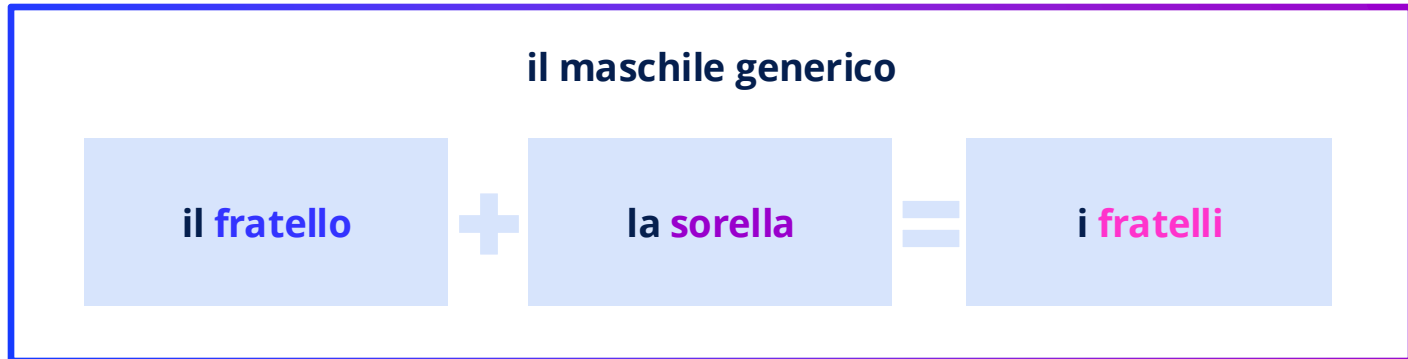 il maschile generico
il fratello + la sorella = i fratelli